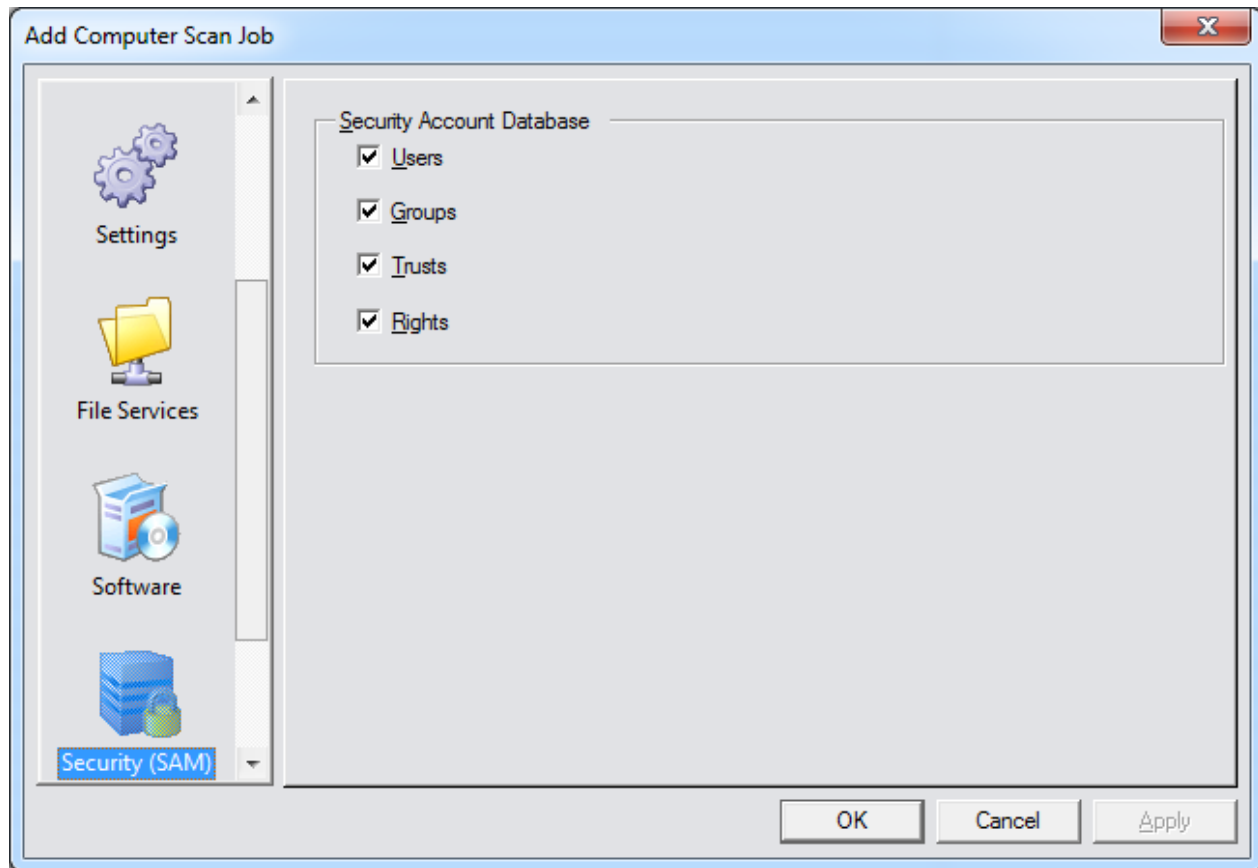 Add Computer Scan Job
Settings
File Services
Software
Security (SAM)
Security Account Database
Users
Groups
Trusts
Rights
OK
Cancel
Apply